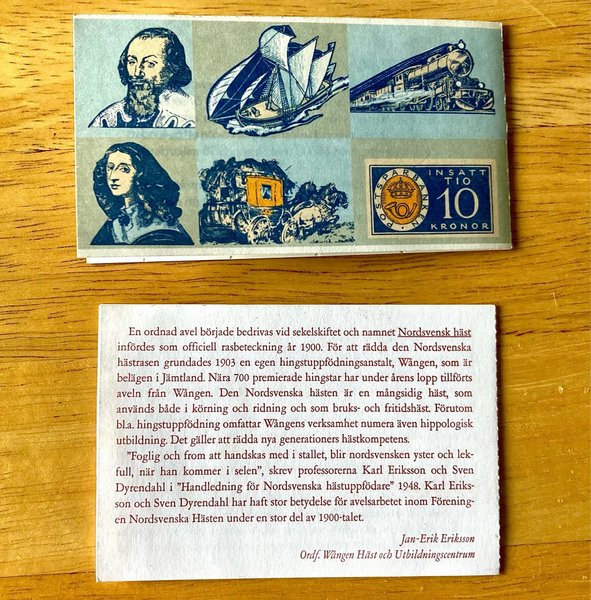 INSATT
TIO
10
KRONOR
POSTSPARBANKEN
En ordnad avel började bedrivas vid sekelskiftet och namnet Nordsvensk häst
infördes som officiell rasbeteckning år 1900. För att rädda den Nordsvenska
hästrasen grundades 1903 en egen hingstuppfödningsanstalt, Wången, som är
belägen i Jämtland. Nära 700 premierade hingstar har under årens lopp tillförts
aveln från Wången. Den Nordsvenska hästen är en mångsidig häst, som
används både i körning och ridning och som bruks- och fritidshäst. Förutom
bl.a. hingstuppfödning omfattar Wångens verksamhet numera även hippologisk
utbildning. Det gäller att rädda nya generationers hästkompetens.
"Foglig och from att handskas med i stallet, blir nordsvensken yster och lek-
full, när han kommer i selen", skrev professorerna Karl Eriksson och Sven
Dyrendahl i "Handledning för Nordsvenska hästuppfödare" 1948. Karl Eriks-
son och Sven Dyrendahl har haft stor betydelse för avelsarbetet inom Förening-
en Nordsvenska Hästen under en stor del av 1900-talet.
Jan-Erik Eriksson
Ordf. Wången Häst och Utbildningscentrum